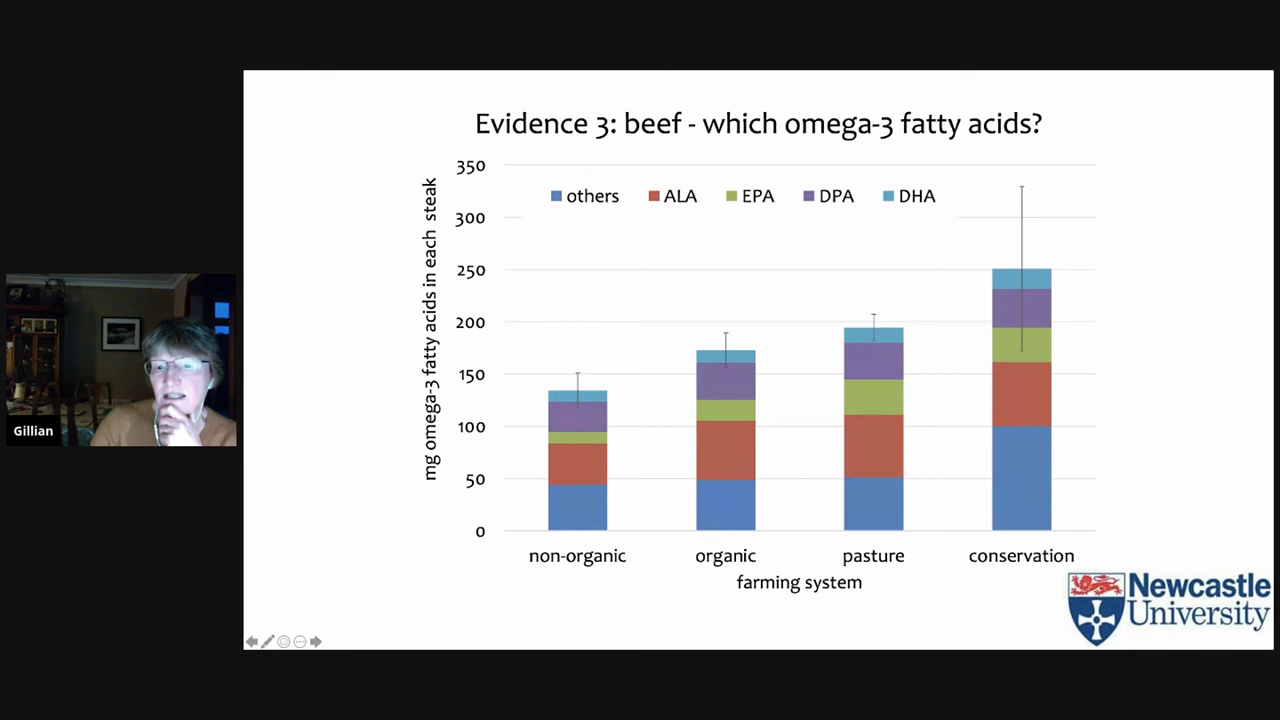 Evidence 3: beef - which omega-3 fatty acids?
mg omega-3 fatty acids in each steak
350
300
250
200
150
100
50
0
others ALA EPA DPA DHA
non-organic organic pasture conservation
farming system
Newcastle
University
Gillian